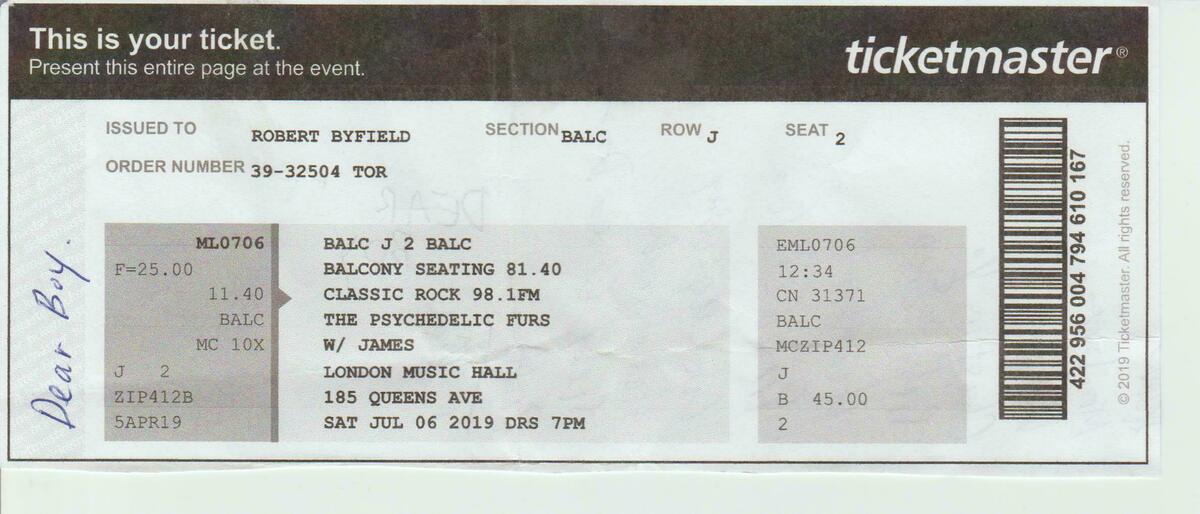 This is your ticket.
Present this entire page at the event.
ticketmaster®
ISSUED TO ROBERT BYFIELD SECTION BALC ROW J SEAT 2
ORDER NUMBER 39-32504 TOR
DEAR
Dear Boy.
ML0706
F=25.00
11.40
BALC
MC 10X
J 2
ZIP412B
5APR19
BALC J 2 BALC
BALCONY SEATING 81.40
CLASSIC ROCK 98.1FM
THE PSYCHEDELIC FURS
W/ JAMES
LONDON MUSIC HALL
185 QUEENS AVE
SAT JUL 06 2019 DRS 7PM
EML0706
12:34
CN 31371
BALC
MCZIP412
J
B 45.00
2
422 956 004 794 610 167
© 2019 Ticketmaster. All rights reserved.